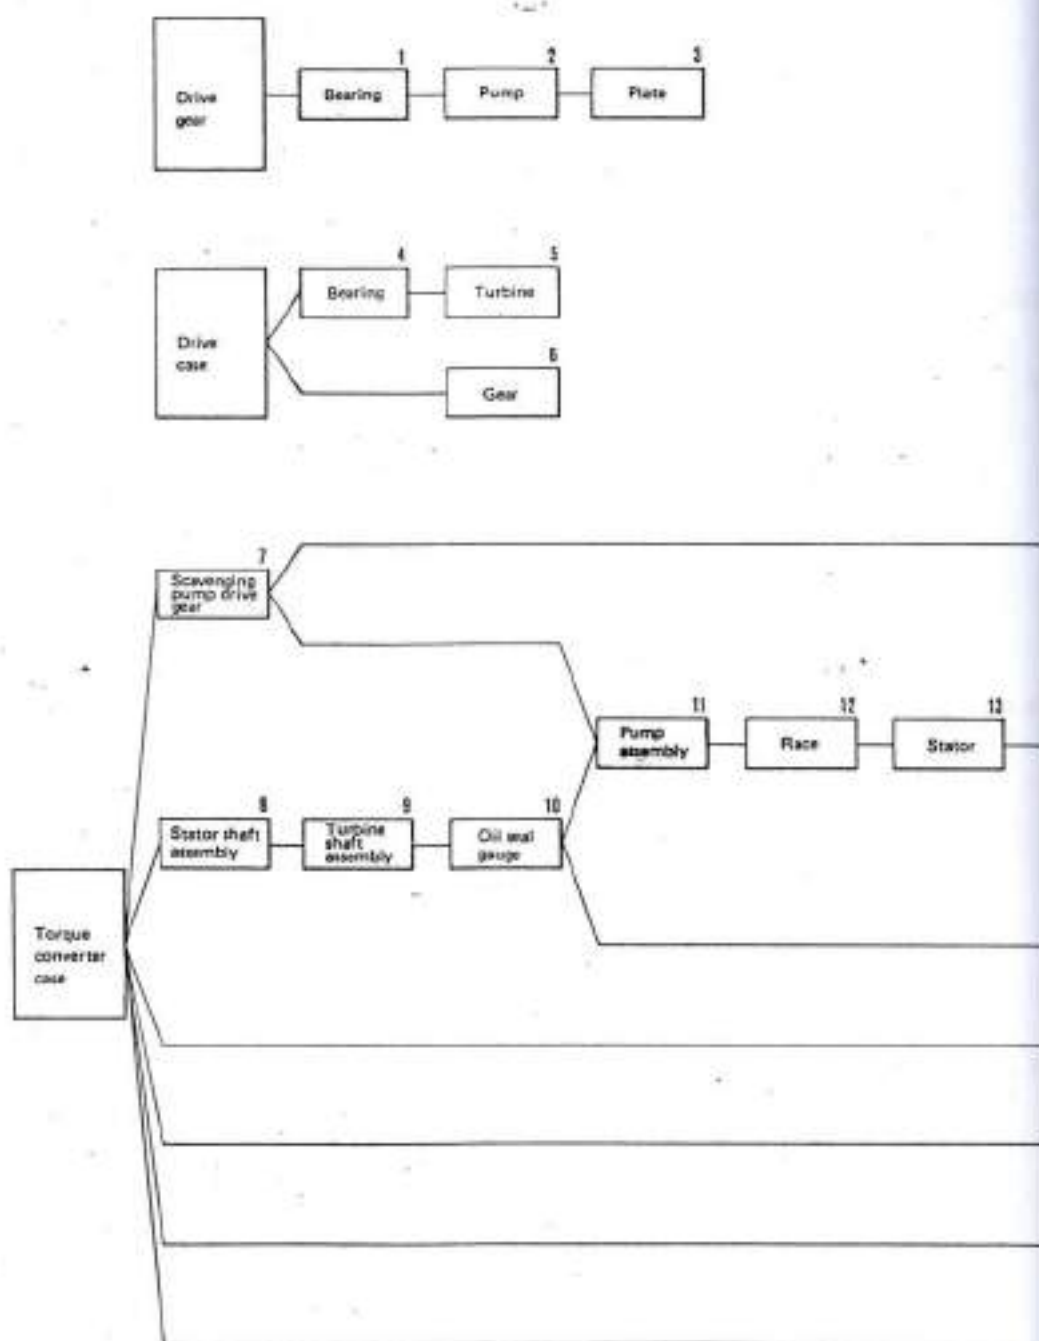 1
2
3
Drive
gear
Bearing
Pump
Plate
4
5
Drive
case
Bearing
Turbine
6
Gear
7
Scavenging
pump drive
gear
11
12
13
Pump
assembly
Race
Stator
8
9
10
Stator shaft
assembly
Turbine
shaft
assembly
Oil seal
gauge
Torque
converter
case